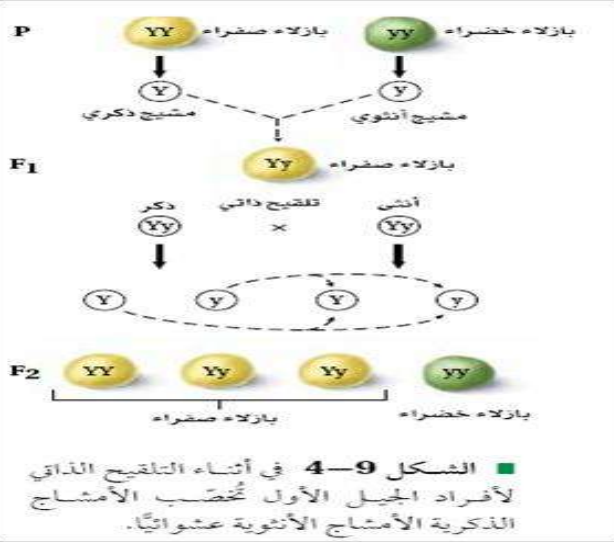 P YY بازلاء صفراء yy بازلاء خضراء
Y y
مشيج ذكري مشيج أنثوي
F1 Yy بازلاء صفراء
ذكر تلقيح ذاتي أنثى
Yy × Yy
Y y Y y
F2 YY Yy Yy yy
بازلاء صفراء بازلاء خضراء
الشكل 9–4 في أثناء التلقيح الذاتي
لأفراد الجيل الأول تُخصّب الأمشاج
الذكرية الأمشاج الأنثوية عشوائيًّا.